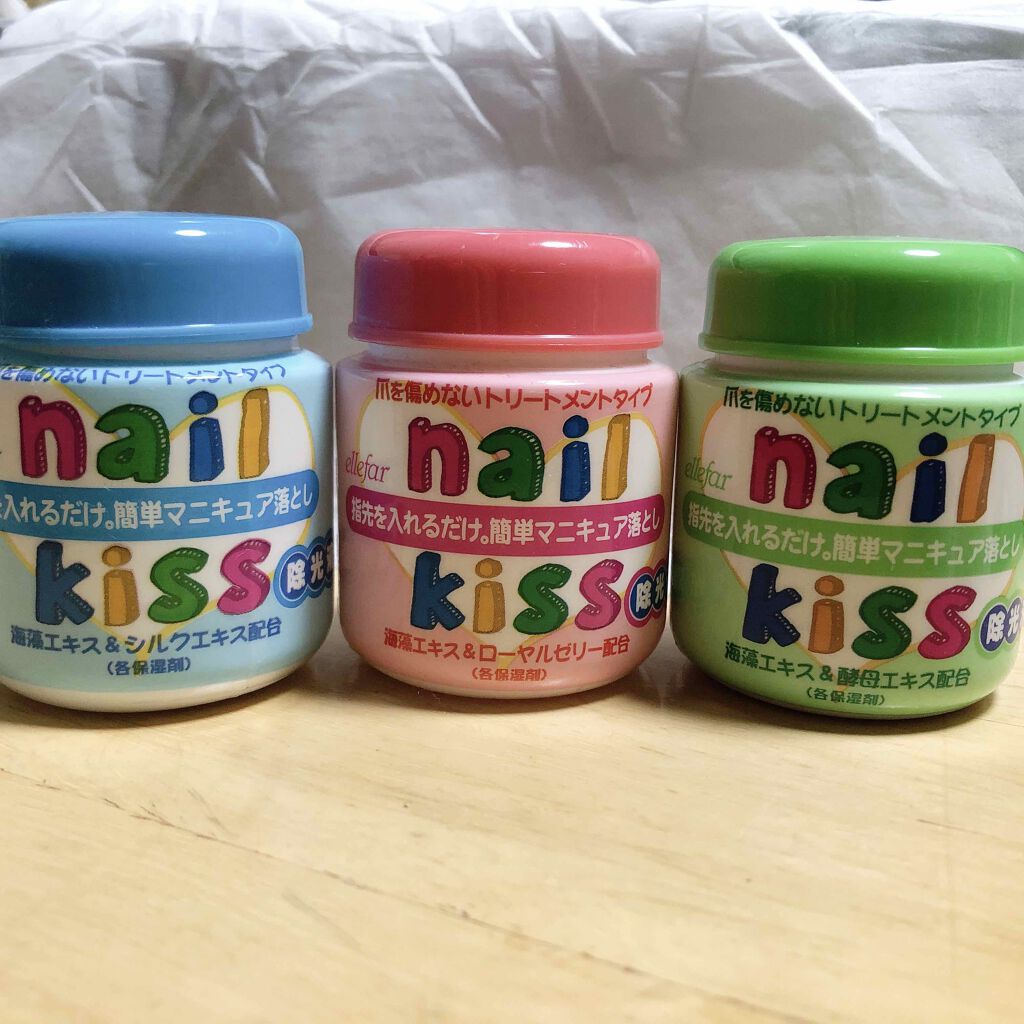 を傷めないトリートメントタイプ
nail
を入れるだけ。簡単マニキュア落とし
kiss
除光
海藻エキス&シルクエキス配合
(各保湿剤)
爪を傷めないトリートメントタイプ
ellefar
nail
指先を入れるだけ。簡単マニキュア落とし
kiss
除光
海藻エキス&ローヤルゼリー配合
(各保湿剤)
爪を傷めないトリートメントタイプ
ellefar
nail
指先を入れるだけ。簡単マニキュア落とし
kiss
除光
海藻エキス&酵母エキス配合
(各保湿剤)